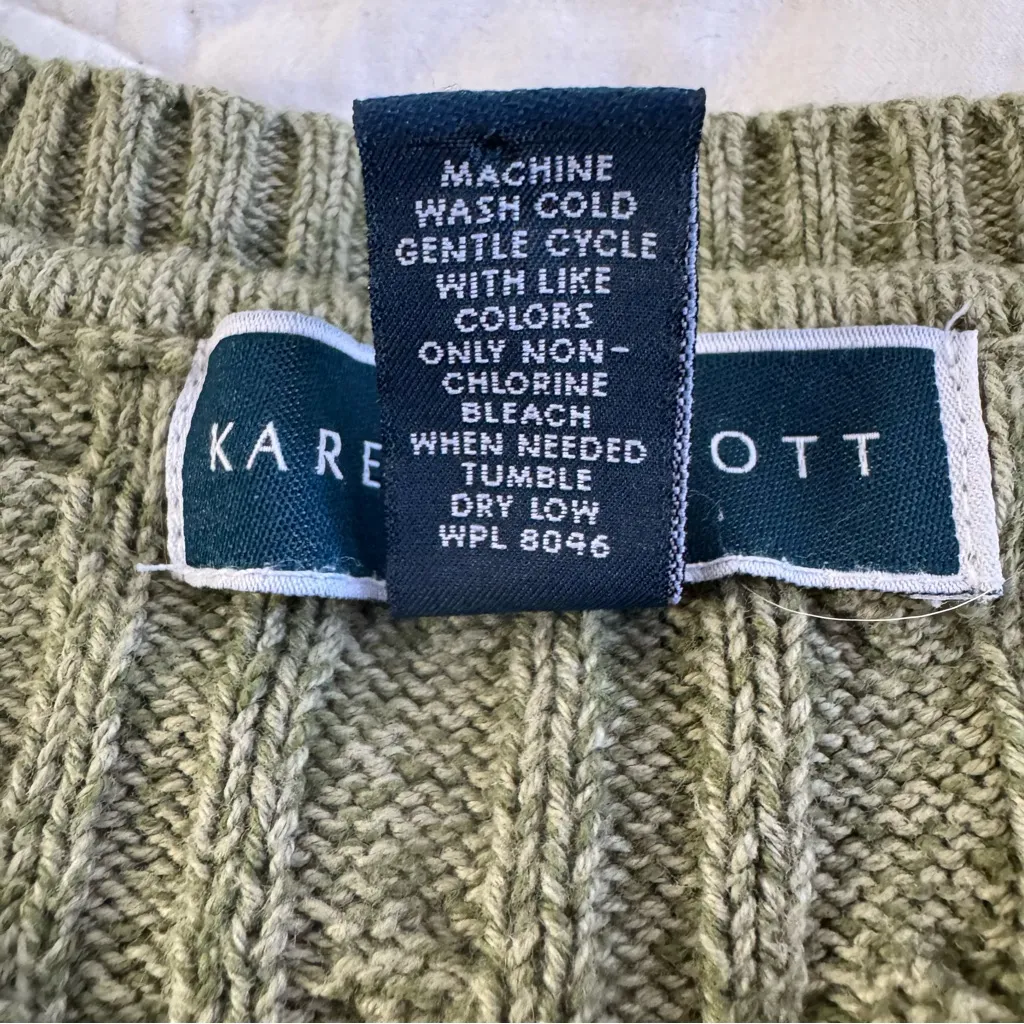 MACHINE
WASH COLD
GENTLE CYCLE
WITH LIKE
COLORS
ONLY NON-
CHLORINE
BLEACH
WHEN NEEDED
TUMBLE
DRY LOW
WPL 8046
KARE OTT